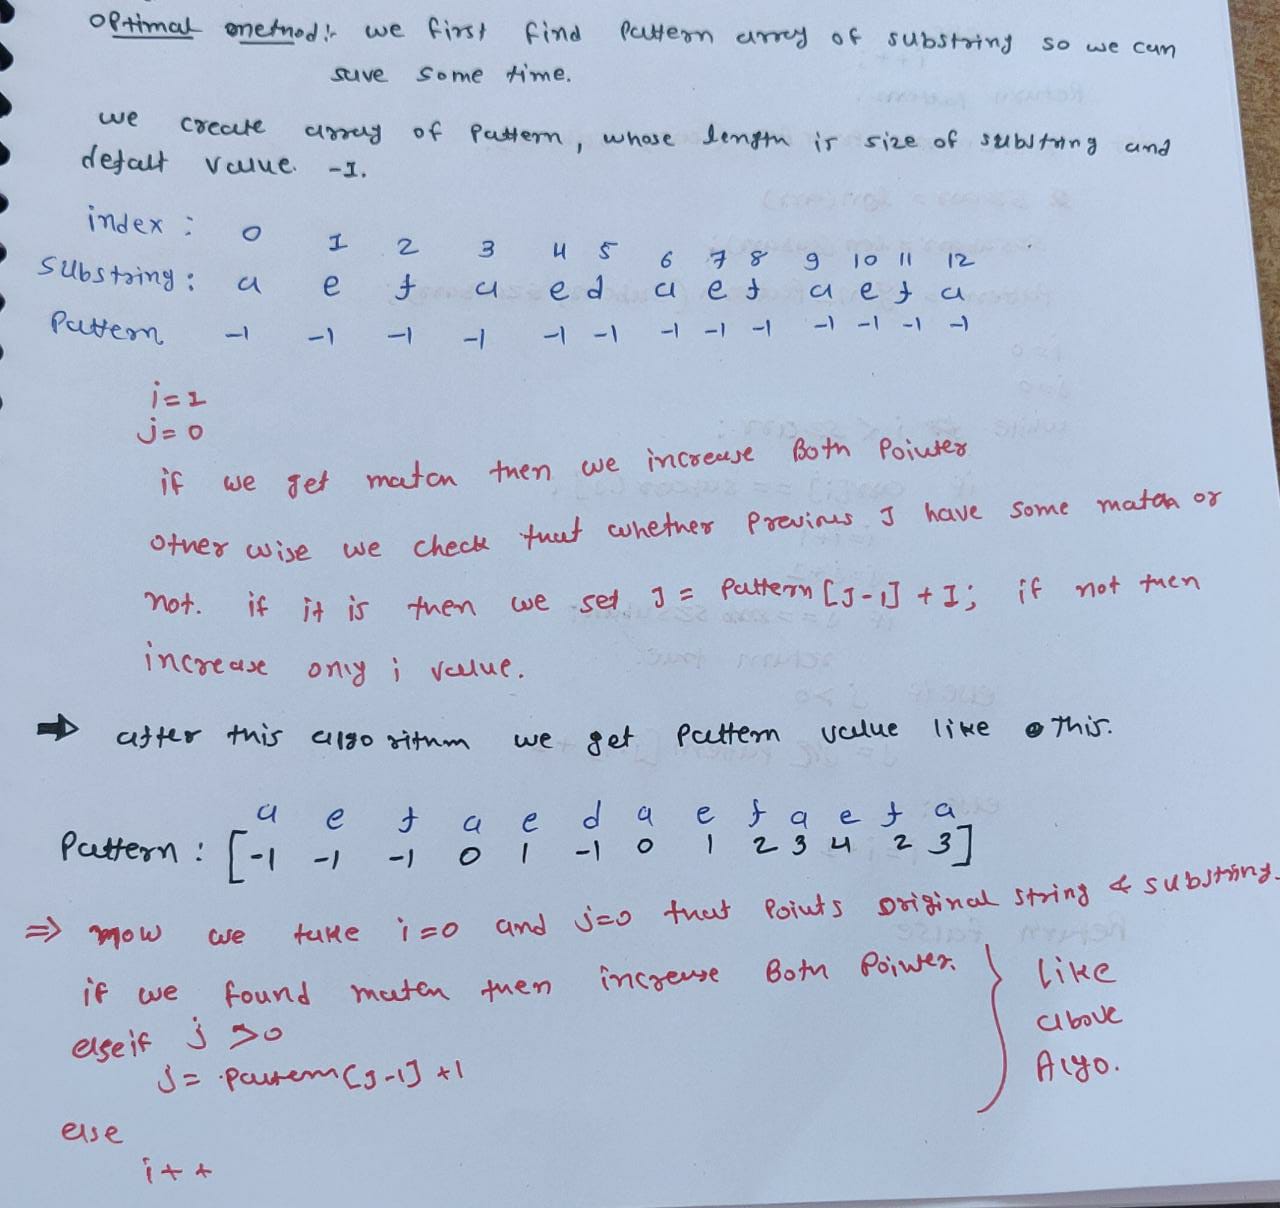 Optimal method:- we first find pattern array of substring so we can
save some time.
we create array of pattern, whose length is size of substring and
defalt value -1.
index : 0 1 2 3 4 5 6 7 8 9 10 11 12
Substring : a e f a e d a e f a e f a
Pattern -1 -1 -1 -1 -1 -1 -1 -1 -1 -1 -1 -1 -1
i=1
j=0
if we get match then we increase Both Pointer
other wise we check that whether previous J have some match or
not. if it is then we set J = Pattern [J-1] + 1; if not then
increase only i value.
➡ after this algo rithm we get pattern value like this.
a e f a e d a e f a e f a
Pattern : [-1 -1 -1 0 1 -1 0 1 2 3 4 2 3]
⇒ now we take i=0 and j=0 that points original string & substring.
if we found match then increase Both Pointer.
elseif j >0
j = pattern[J-1] +1
else
i++
} Like
above
Algo.